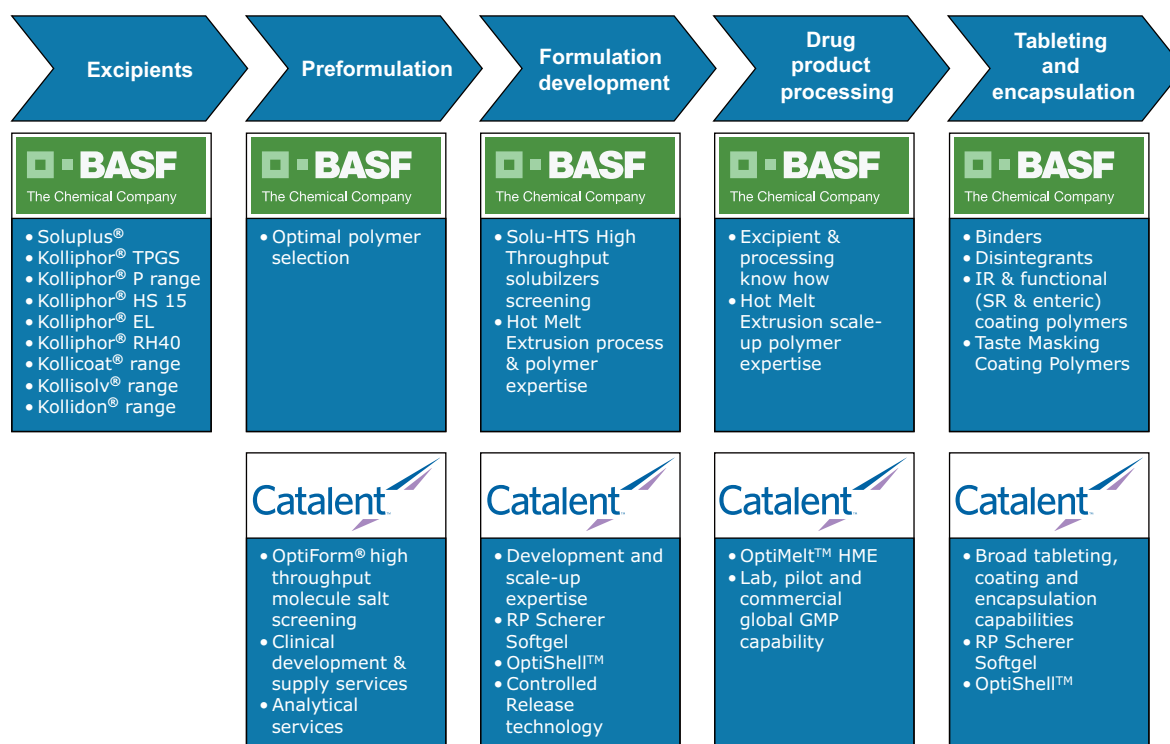 Excipients
Preformulation
Formulation
development
Drug
product
processing
Tableting
and
encapsulation
BASF
The Chemical Company
• Soluplus®
• Kolliphor® TPGS
• Kolliphor® P range
• Kolliphor® HS 15
• Kolliphor® EL
• Kolliphor® RH40
• Kollicoat® range
• Kollisolv® range
• Kollidon® range
BASF
The Chemical Company
• Optimal polymer
selection
BASF
The Chemical Company
• Solu-HTS High
Throughput
solubilizers
screening
• Hot Melt
Extrusion process
& polymer
expertise
BASF
The Chemical Company
• Excipient &
processing
know how
• Hot Melt
Extrusion scale-
up polymer
expertise
BASF
The Chemical Company
• Binders
• Disintegrants
• IR & functional
(SR & enteric)
coating polymers
• Taste Masking
Coating Polymers
Catalent
• OptiForm® high
throughput
molecule salt
screening
• Clinical
development &
supply services
• Analytical
services
Catalent
• Development and
scale-up
expertise
• RP Scherer
Softgel
• OptiShell™
• Controlled
Release
technology
Catalent
• OptiMelt™ HME
• Lab, pilot and
commercial
global GMP
capability
Catalent
• Broad tableting,
coating and
encapsulation
capabilities
• RP Scherer
Softgel
• OptiShell™